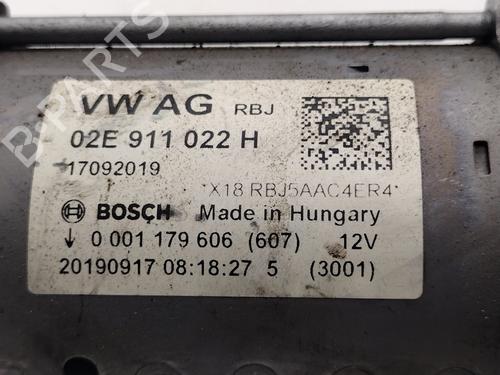 VW AG RBJ
02E 911 022 H
17092019
*X18 RBJ5AAC4ER4*
BOSCH Made in Hungary
↓ 0 001 179 606 (607) 12V
20190917 08:18:27 5 (3001)
B-PARTS